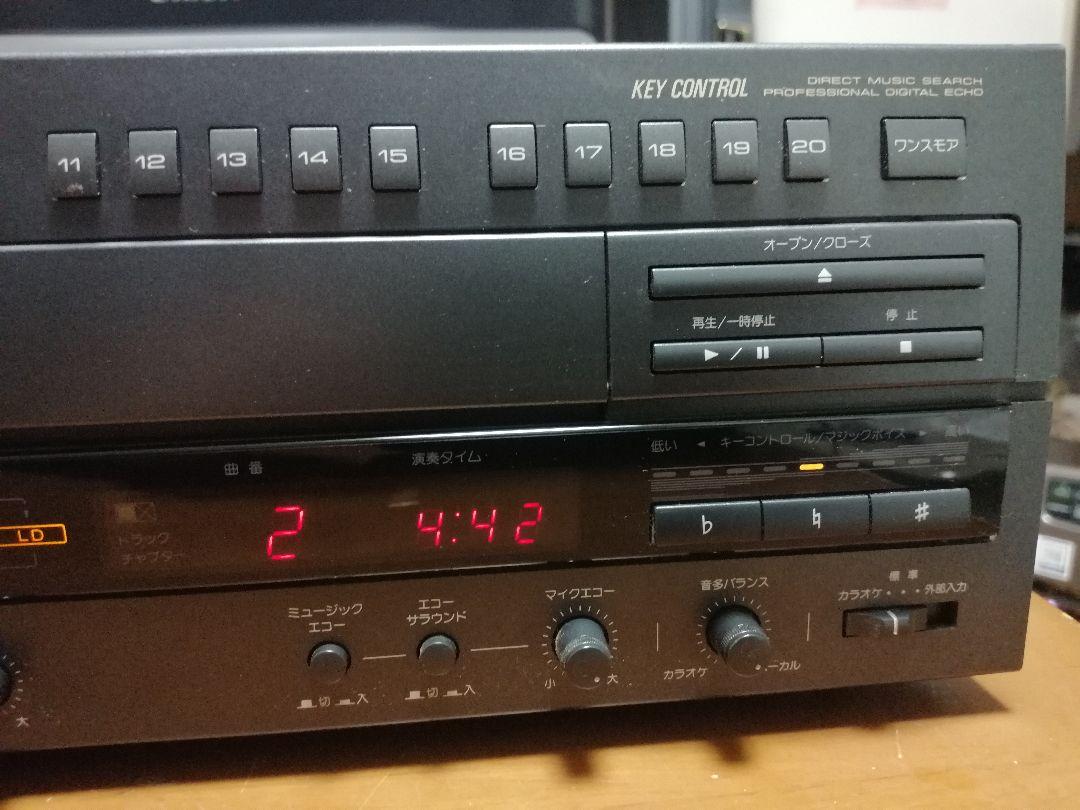 KEY CONTROL
DIRECT MUSIC SEARCH
PROFESSIONAL DIGITAL ECHO
11 12 13 14 15 16 17 18 19 20 ワンスモア
オープン/クローズ
再生/一時停止 停止
低い ◄ キーコントロール/マジックボイス ► 高い
曲番 演奏タイム
LD
トラック
チャプター
2 4:42
♭ ♮ ♯
ミュージック
エコー
エコー
サラウンド
マイクエコー
音多バランス
標準
カラオケ・・・外部入力
切 入
切 入
小 大
カラオケ ーカル
大